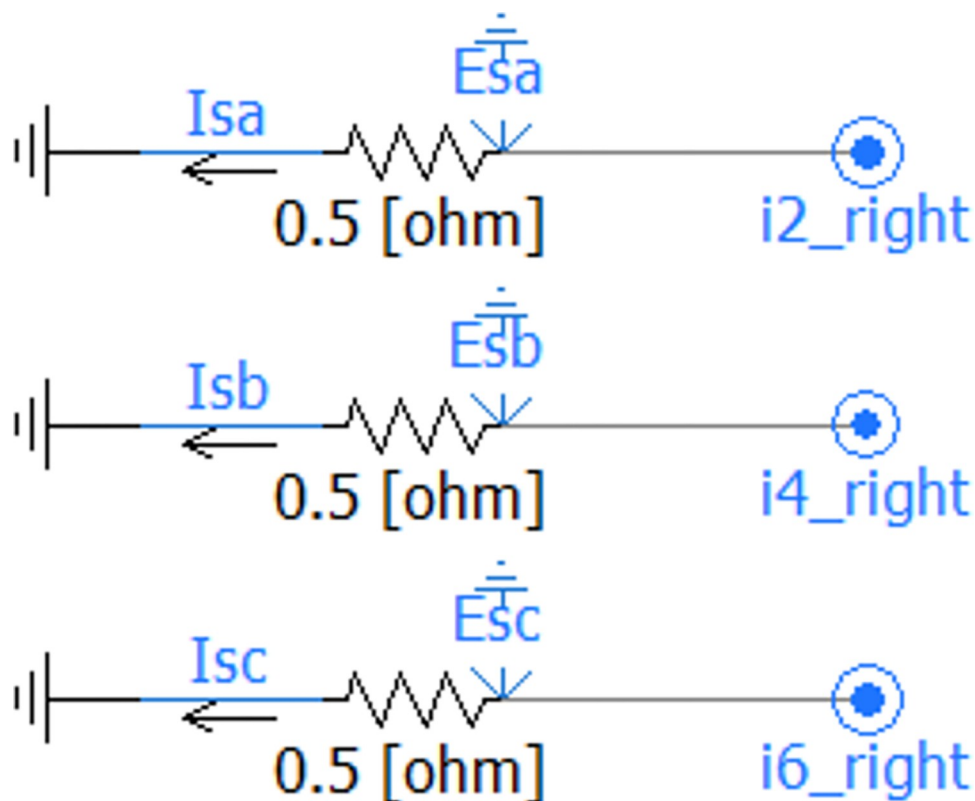 Esa
Isa
0.5 [ohm]
i2_right
Esb
Isb
0.5 [ohm]
i4_right
Esc
Isc
0.5 [ohm]
i6_right